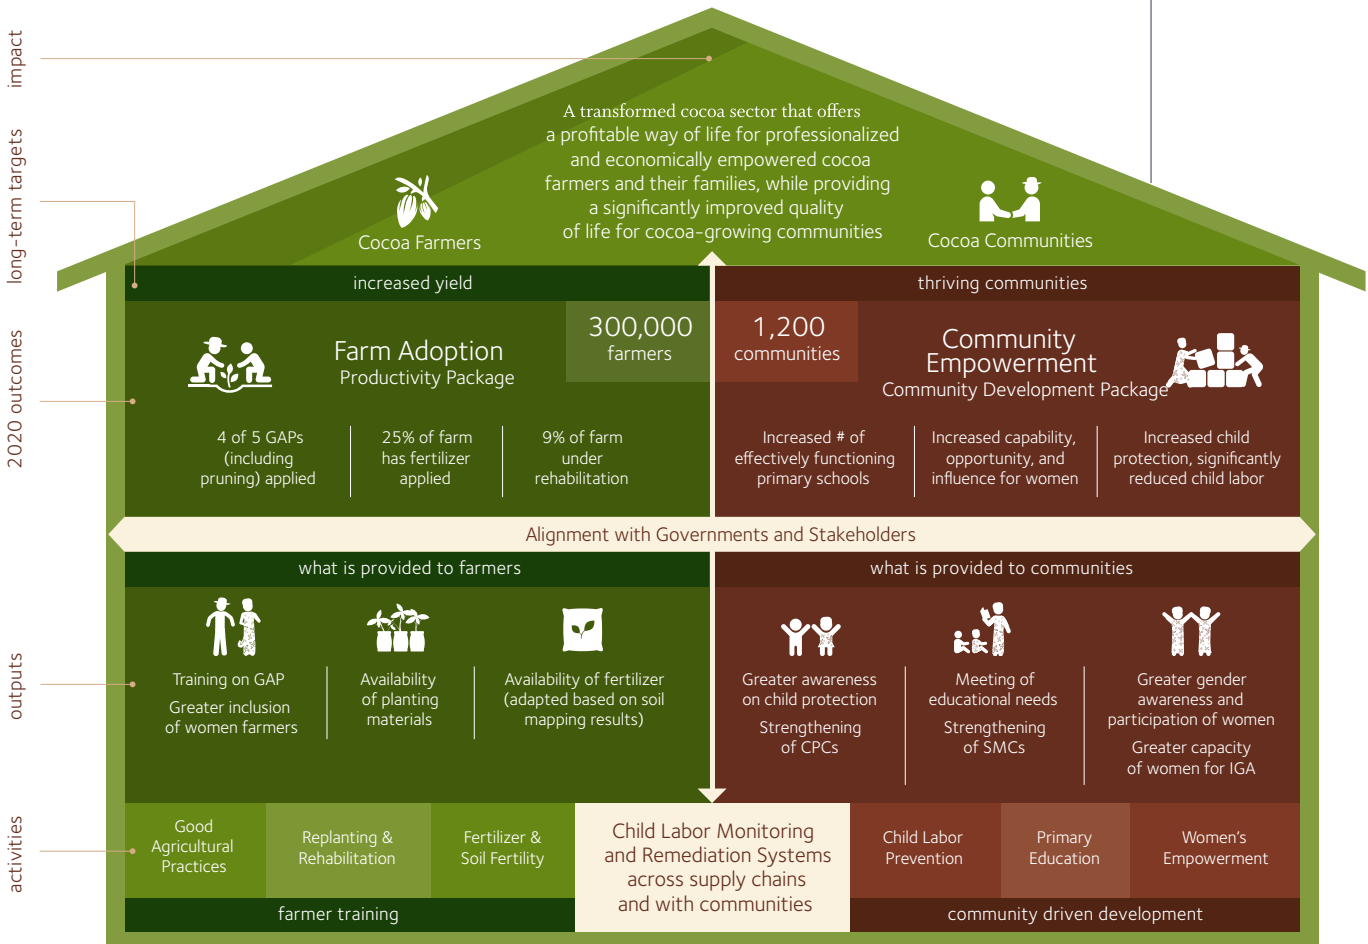 impact
A transformed cocoa sector that offers
a profitable way of life for professionalized
and economically empowered cocoa
farmers and their families, while providing
a significantly improved quality
of life for cocoa-growing communities
Cocoa Farmers
Cocoa Communities
long-term targets
increased yield
thriving communities
2020 outcomes
Farm Adoption
Productivity Package
300,000
farmers
1,200
communities
Community
Empowerment
Community Development Package
4 of 5 GAPs
(including
pruning) applied
25% of farm
has fertilizer
applied
9% of farm
under
rehabilitation
Increased # of
effectively functioning
primary schools
Increased capability,
opportunity, and
influence for women
Increased child
protection, significantly
reduced child labor
Alignment with Governments and Stakeholders
what is provided to farmers
what is provided to communities
outputs
Training on GAP
Greater inclusion
of women farmers
Availability
of planting
materials
Availability of fertilizer
(adapted based on soil
mapping results)
Greater awareness
on child protection
Strengthening
of CPCs
Meeting of
educational needs
Strengthening
of SMCs
Greater gender
awareness and
participation of women
Greater capacity
of women for IGA
activities
Good
Agricultural
Practices
Replanting &
Rehabilitation
Fertilizer &
Soil Fertility
Child Labor Monitoring
and Remediation Systems
across supply chains
and with communities
Child Labor
Prevention
Primary
Education
Women's
Empowerment
farmer training
community driven development